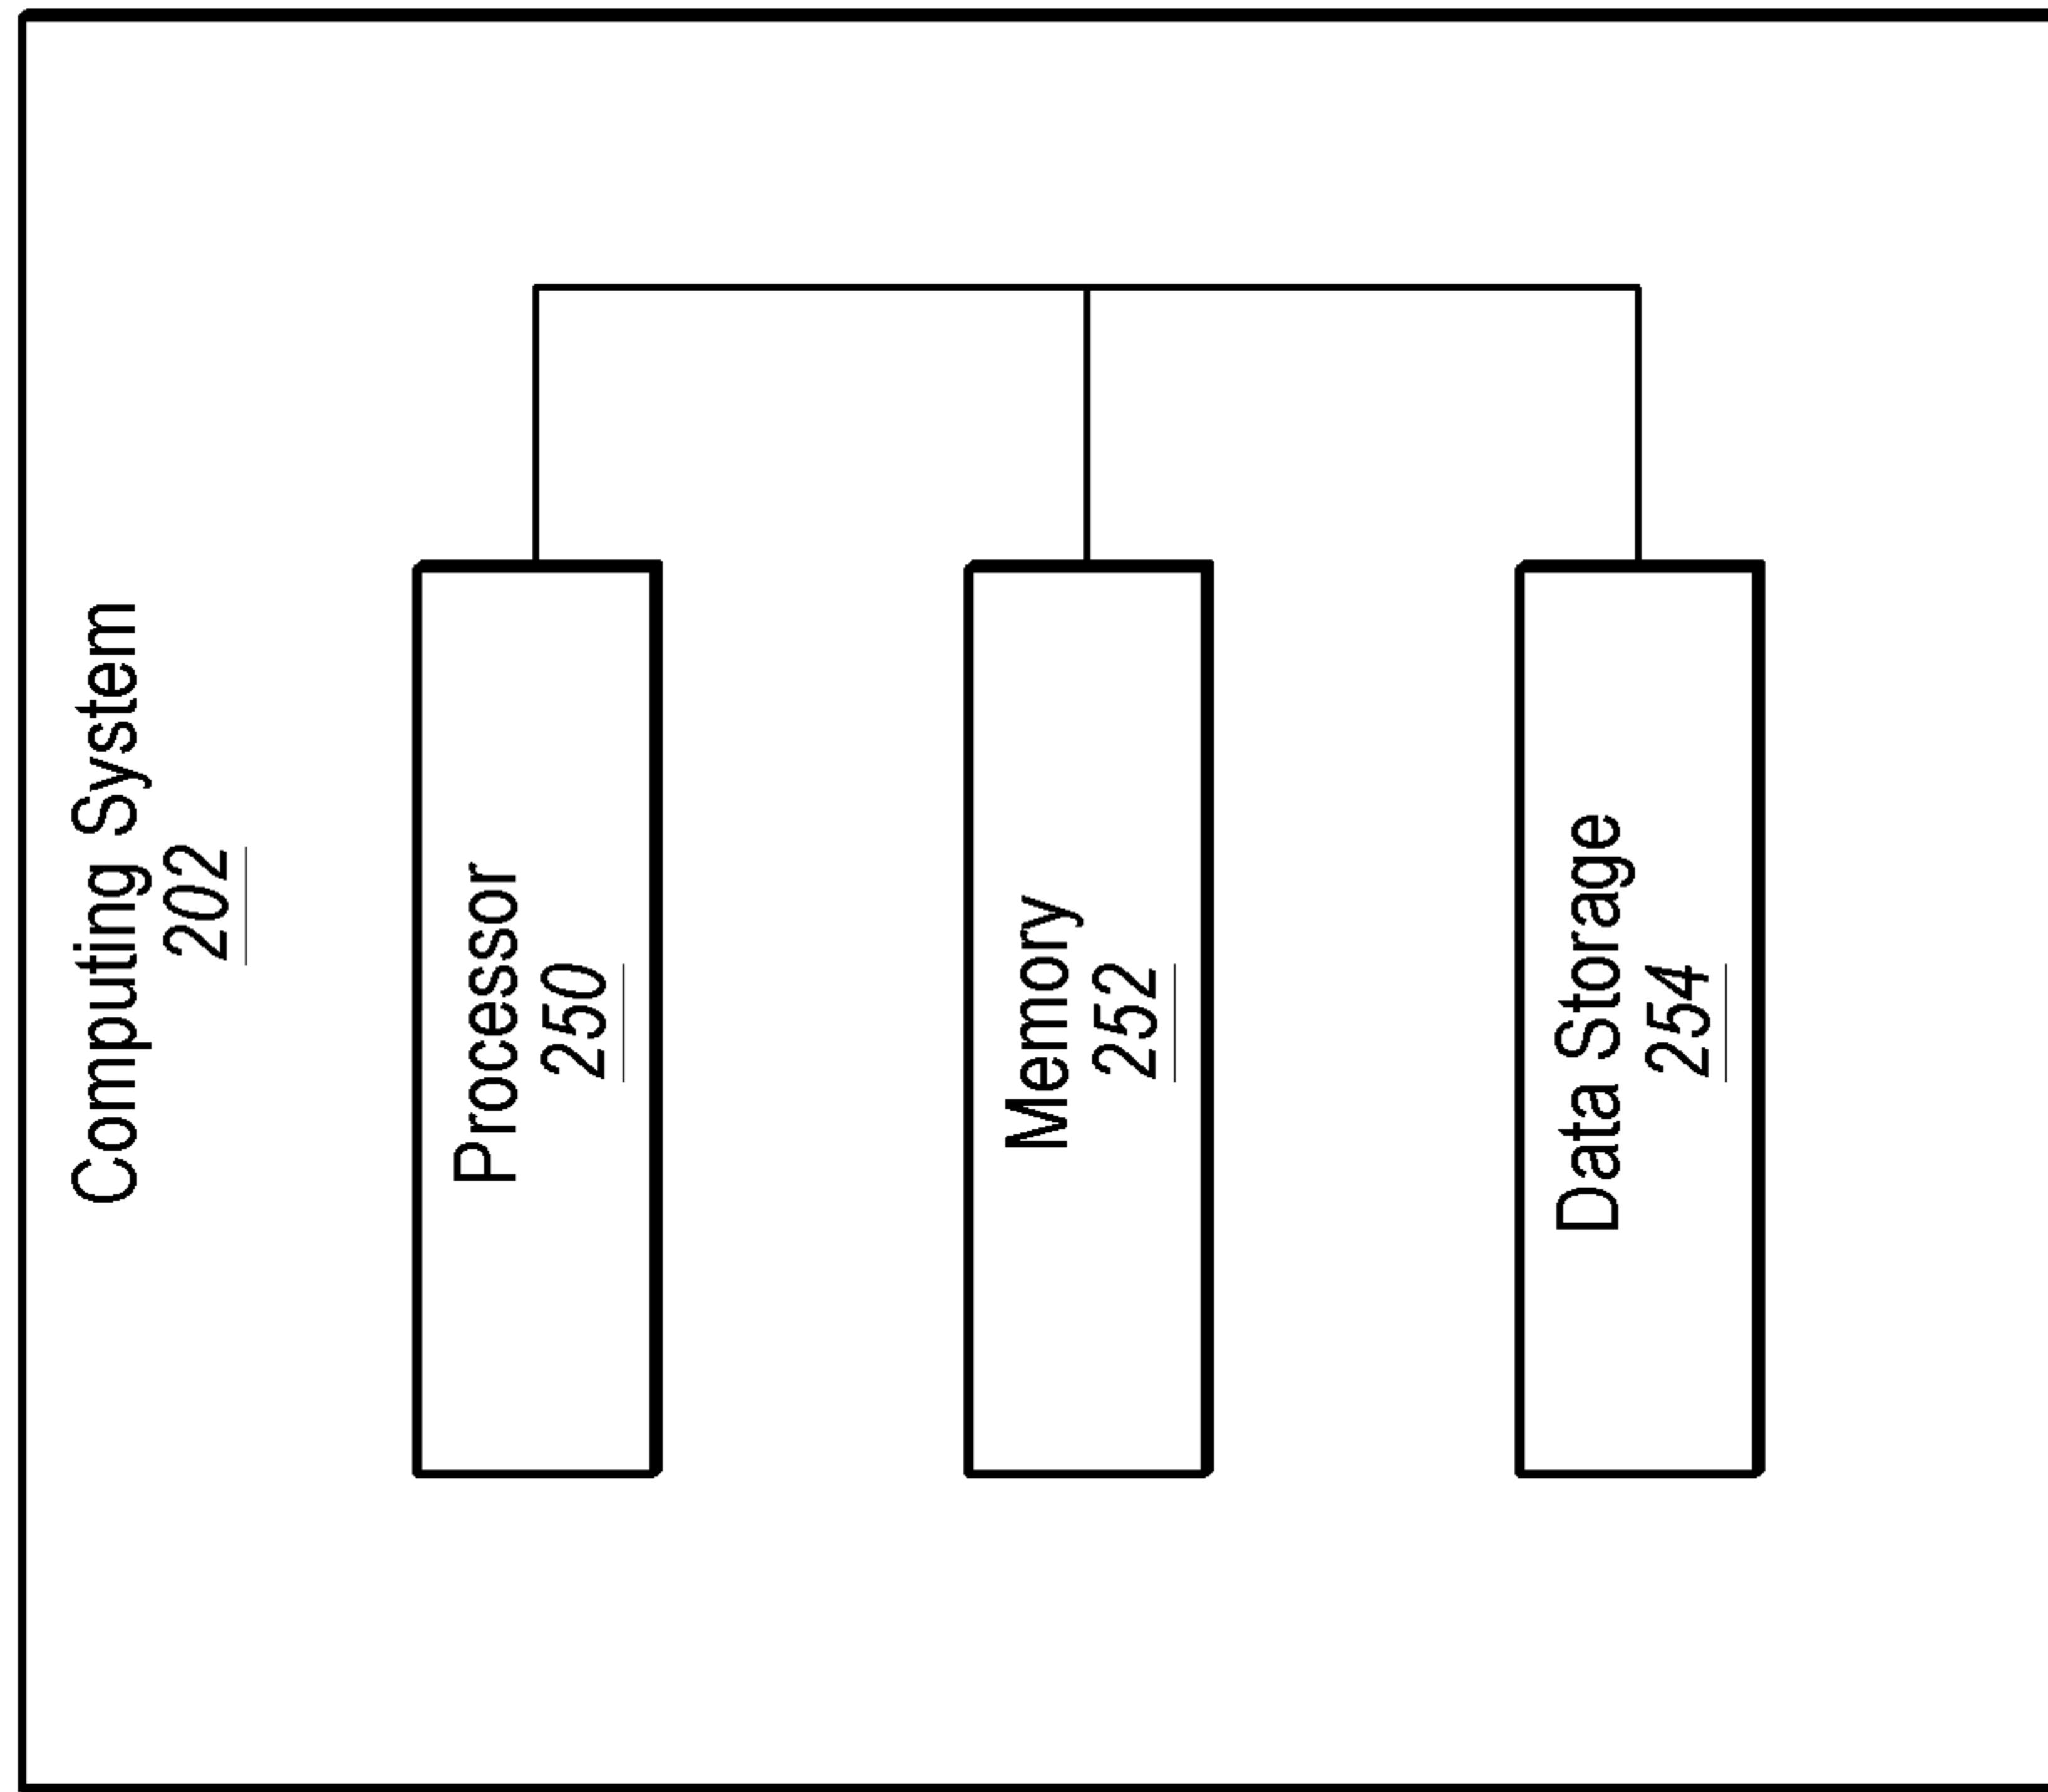 Computing System
202
Processor
250
Memory
252
Data Storage
254